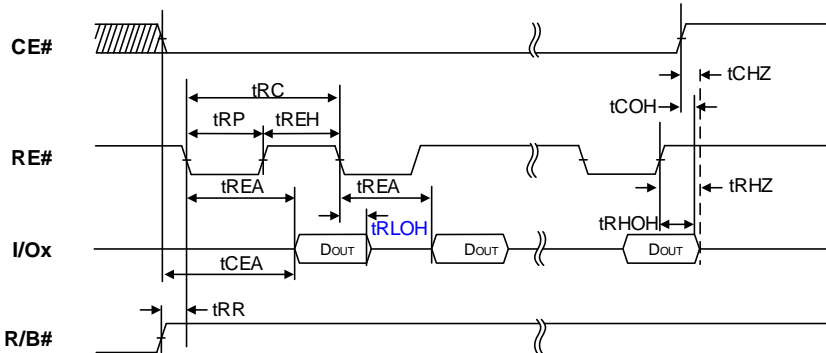 CE#
tCHZ
tRC
tCOH
tRP
tREH
RE#
tREA
tREA
tRHZ
tRLOH
tRHOH
I/Ox
DOUT
DOUT
DOUT
tCEA
tRR
R/B#